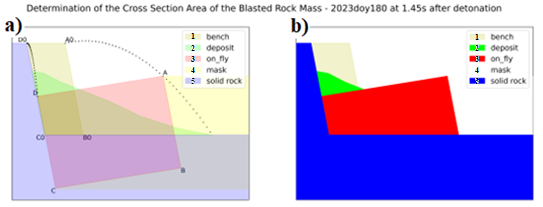 Determination of the Cross Section Area of the Blasted Rock Mass - 2023doy180 at 1.45s after detonation
a)
D0
A0
1 bench
2 deposit
3 on_fly
4 mask
5 solid rock
A
D
C0
B0
B
C
b)
1 bench
2 deposit
3 on_fly
4 mask
5 solid rock